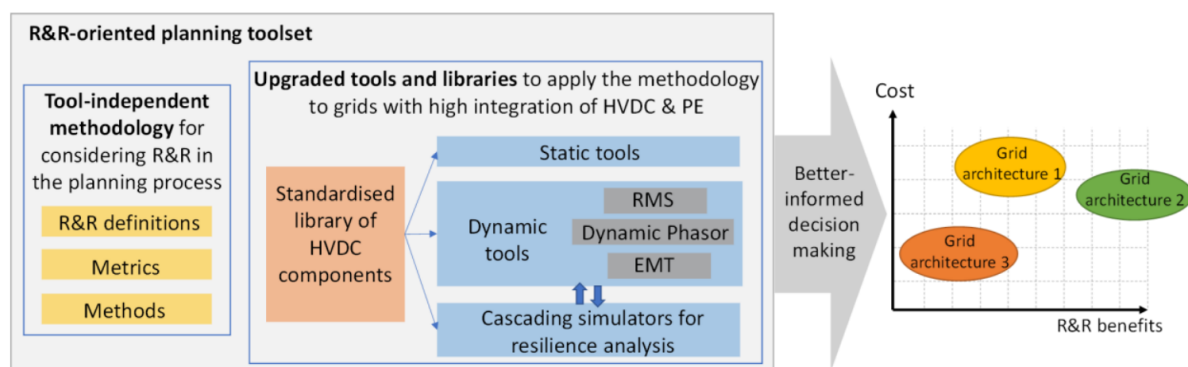 R&R-oriented planning toolset
Tool-independent
methodology for
considering R&R in
the planning process
R&R definitions
Metrics
Methods
Upgraded tools and libraries to apply the methodology
to grids with high integration of HVDC & PE
Standardised
library of
HVDC
components
Static tools
Dynamic
tools
RMS
Dynamic Phasor
EMT
Cascading simulators for
resilience analysis
Better-
informed
decision
making
Cost
Grid
architecture 1
Grid
architecture 2
Grid
architecture 3
R&R benefits